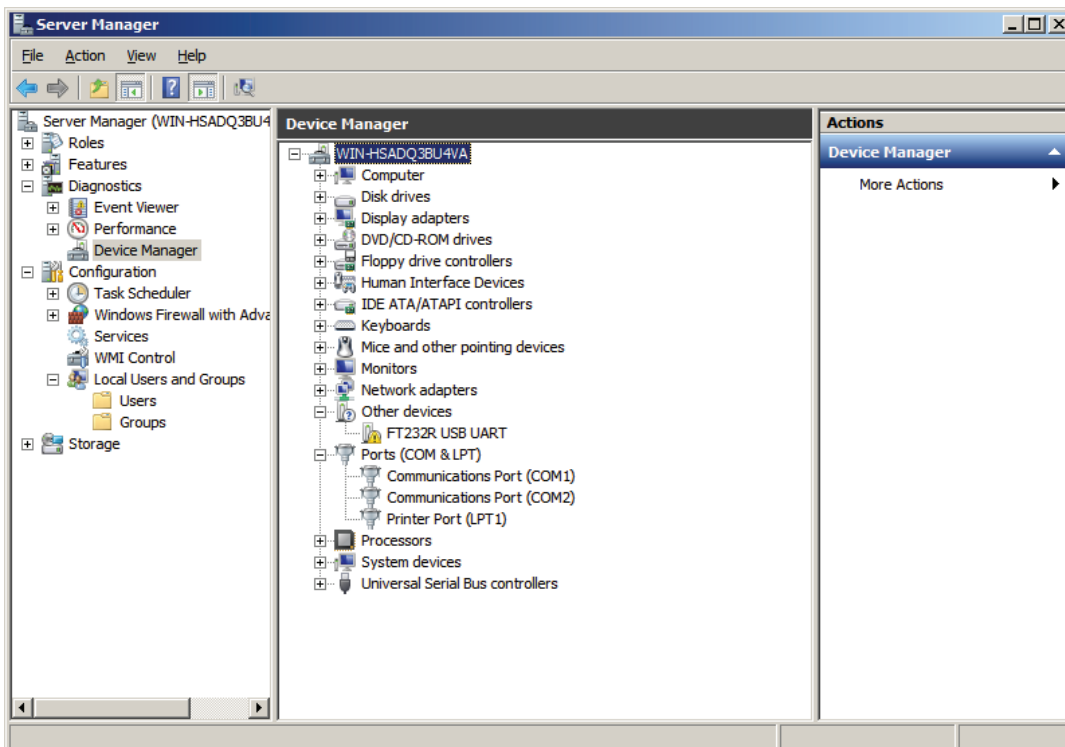 Server Manager
File Action View Help
Server Manager (WIN-HSADQ3BU4
Roles
Features
Diagnostics
Event Viewer
Performance
Device Manager
Configuration
Task Scheduler
Windows Firewall with Adva
Services
WMI Control
Local Users and Groups
Users
Groups
Storage
Device Manager
WIN-HSADQ3BU4VA
Computer
Disk drives
Display adapters
DVD/CD-ROM drives
Floppy drive controllers
Human Interface Devices
IDE ATA/ATAPI controllers
Keyboards
Mice and other pointing devices
Monitors
Network adapters
Other devices
FT232R USB UART
Ports (COM & LPT)
Communications Port (COM1)
Communications Port (COM2)
Printer Port (LPT1)
Processors
System devices
Universal Serial Bus controllers
Actions
Device Manager
More Actions